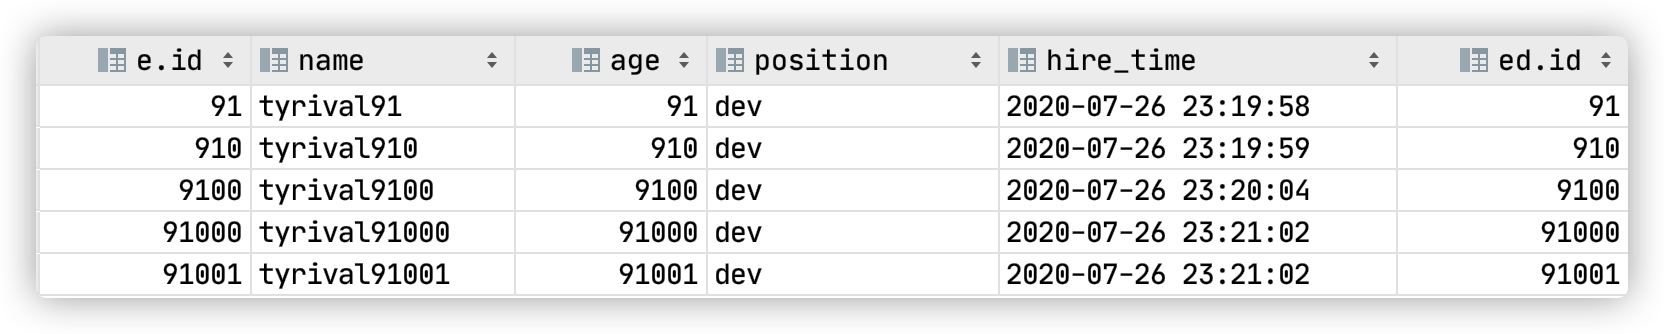 e.id name age position hire_time ed.id
91 tyrival91 91 dev 2020-07-26 23:19:58 91
910 tyrival910 910 dev 2020-07-26 23:19:59 910
9100 tyrival9100 9100 dev 2020-07-26 23:20:04 9100
91000 tyrival91000 91000 dev 2020-07-26 23:21:02 91000
91001 tyrival91001 91001 dev 2020-07-26 23:21:02 91001